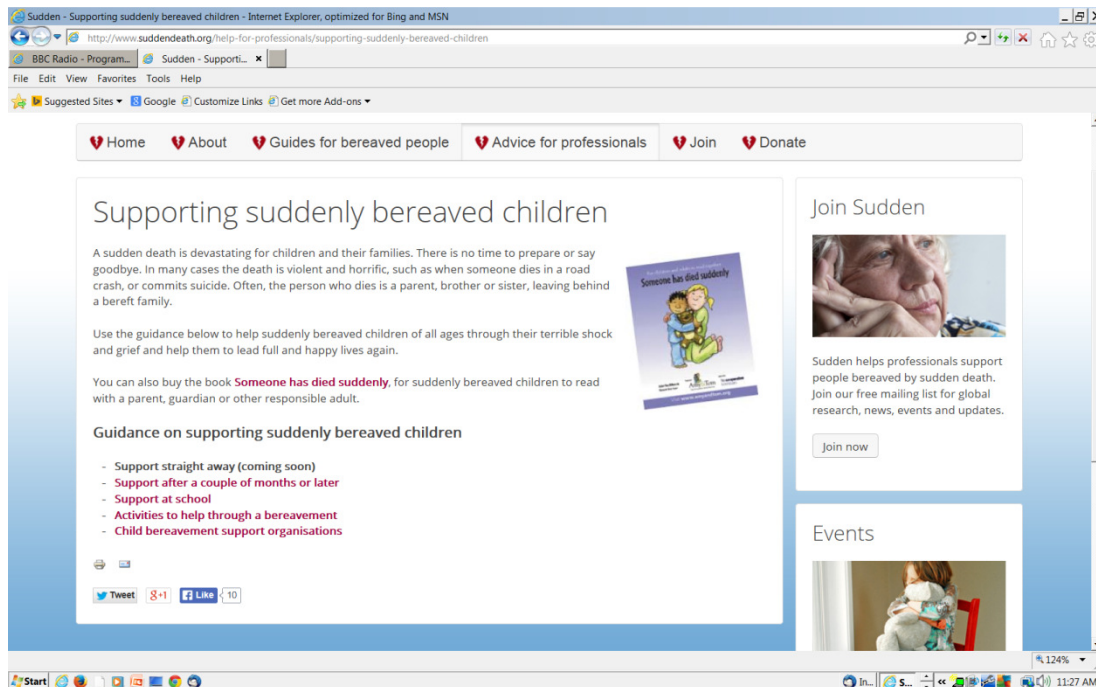 Sudden - Supporting suddenly bereaved children - Internet Explorer, optimized for Bing and MSN
http://www.suddendeath.org/help-for-professionals/supporting-suddenly-bereaved-children
BBC Radio - Program... Sudden - Supporti...
File Edit View Favorites Tools Help
Suggested Sites Google Customize Links Get more Add-ons
Home About Guides for bereaved people Advice for professionals Join Donate
Supporting suddenly bereaved children
A sudden death is devastating for children and their families. There is no time to prepare or say
goodbye. In many cases the death is violent and horrific, such as when someone dies in a road
crash, or commits suicide. Often, the person who dies is a parent, brother or sister, leaving behind
a bereft family.
Use the guidance below to help suddenly bereaved children of all ages through their terrible shock
and grief and help them to lead full and happy lives again.
You can also buy the book Someone has died suddenly, for suddenly bereaved children to read
with a parent, guardian or other responsible adult.
Someone has died suddenly
Guidance on supporting suddenly bereaved children
- Support straight away (coming soon)
- Support after a couple of months or later
- Support at school
- Activities to help through a bereavement
- Child bereavement support organisations
Tweet g+1 Like 10
Join Sudden
Sudden helps professionals support
people bereaved by sudden death.
Join our free mailing list for global
research, news, events and updates.
Join now
Events
124%
Start In... S... « 11:27 AM